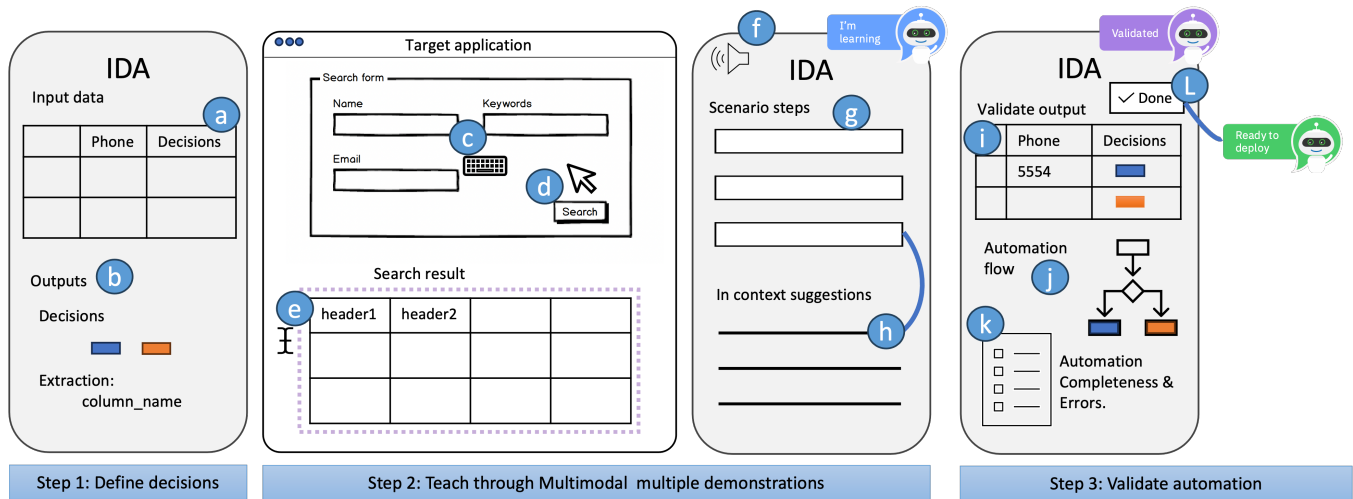 IDA
Input data
a
Phone
Decisions
Outputs
b
Decisions
Extraction:
column_name
Step 1: Define decisions
Target application
Search form
Name
Keywords
c
Email
d
Search
Search result
e
header1
header2
f
I'm
learning
IDA
Scenario steps
g
In context suggestions
h
Step 2: Teach through Multimodal multiple demonstrations
Validated
IDA
L
Done
Validate output
i
Phone
Decisions
5554
Ready to
deploy
Automation
flow
j
k
Automation
Completeness &
Errors.
Step 3: Validate automation